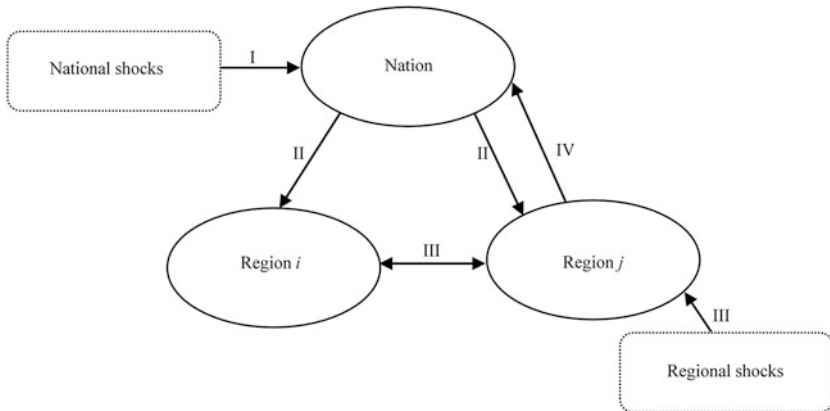 National shocks
I
Nation
II
II
IV
Region i
III
Region j
III
Regional shocks